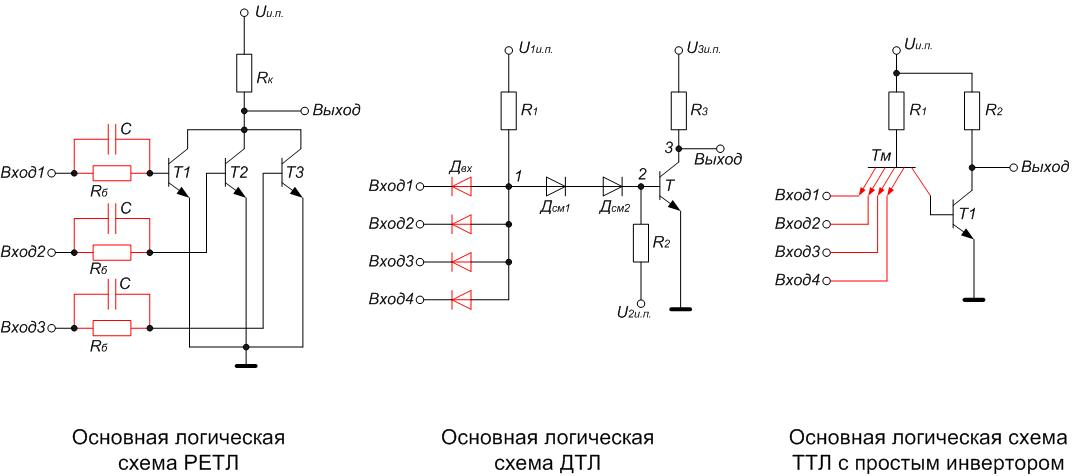 Uи.п.
Rк
Выход
C
Вход1
Rб
T1
T2
T3
C
Вход2
Rб
C
Вход3
Rб
Основная логическая
схема РЕТЛ
U1и.п.
U3и.п.
R1
R3
3
Выход
Двх
1
2
Вход1
Дсм1
Дсм2
T
Вход2
R2
Вход3
Вход4
U2и.п.
Основная логическая
схема ДТЛ
Uи.п.
R1
R2
Tм
Выход
Вход1
T1
Вход2
Вход3
Вход4
Основная логическая схема
ТТЛ с простым инвертором